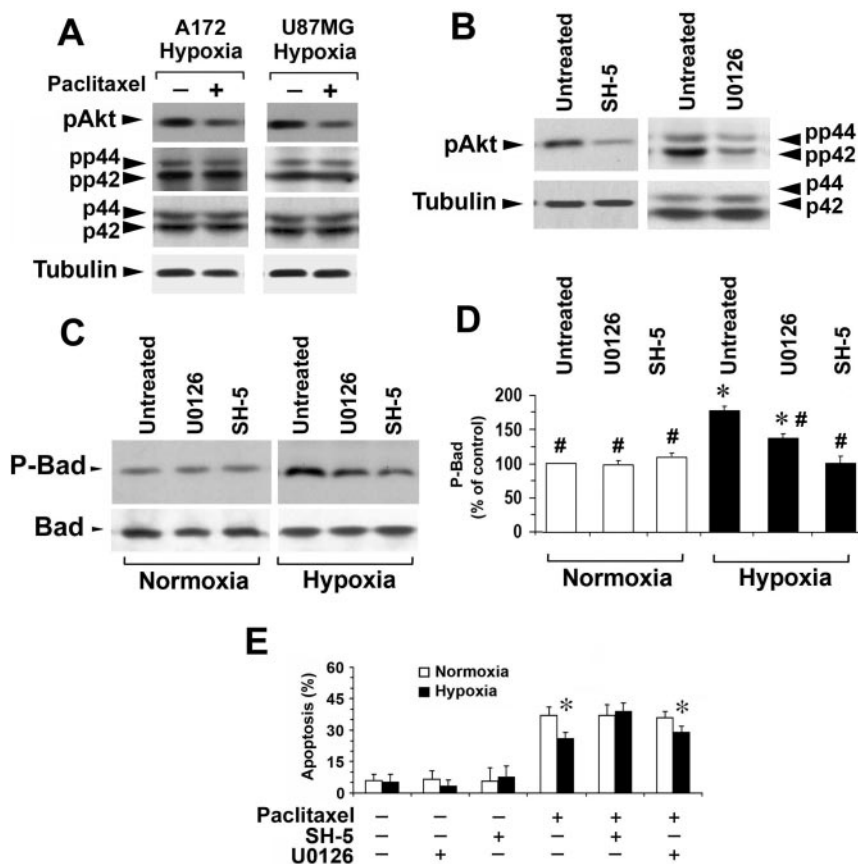 A
A172
Hypoxia
U87MG
Hypoxia
Paclitaxel
– + – +
pAkt
pp44
pp42
p44
p42
Tubulin
B
Untreated
SH-5
Untreated
U0126
pAkt
pp44
pp42
Tubulin
p44
p42
C
Untreated
U0126
SH-5
Untreated
U0126
SH-5
P-Bad
Bad
Normoxia
Hypoxia
D
Untreated
U0126
SH-5
Untreated
U0126
SH-5
P-Bad
(% of control)
200
150
100
50
0
# # # * *# #
Normoxia
Hypoxia
E
Apoptosis (%)
60
45
30
15
0
Normoxia
Hypoxia
* *
Paclitaxel – – – + + +
SH-5 – – + – + –
U0126 – + – – – +